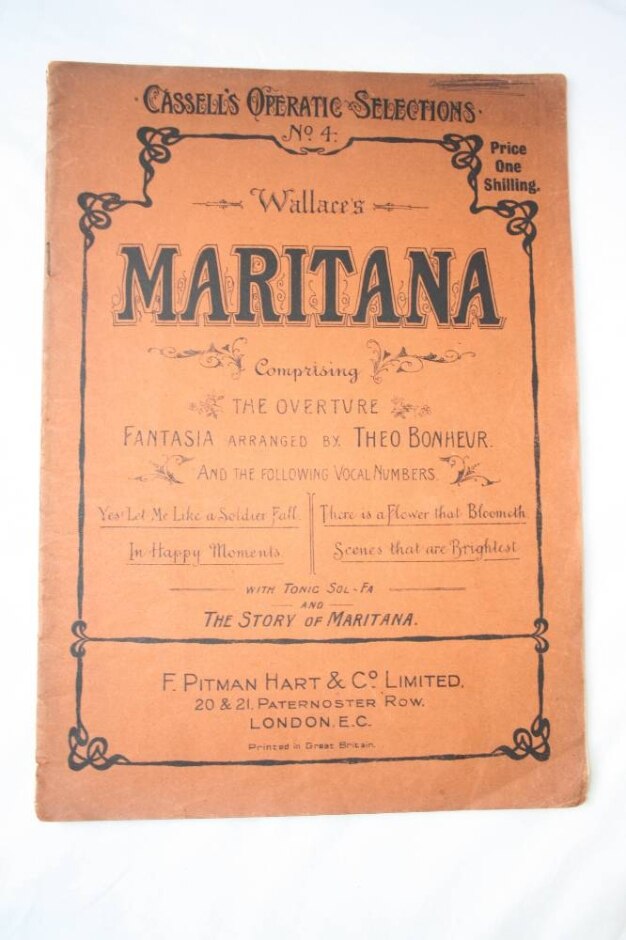 ·CASSELL'S OPERATIC SELECTIONS·
No 4:
Price
One
Shilling.
Wallace's
MARITANA
Comprising
THE OVERTURE
FANTASIA ARRANGED BY THEO BONHEUR.
AND THE FOLLOWING VOCAL NUMBERS.
Yes! Let Me Like a Soldier Fall.
There is a Flower that Bloometh.
In Happy Moments.
Scenes that are Brightest
WITH TONIC SOL-FA
AND
THE STORY OF MARITANA.
F. PITMAN HART & Co. LIMITED.
20 & 21, PATERNOSTER ROW.
LONDON. E.C.
Printed in Great Britain.